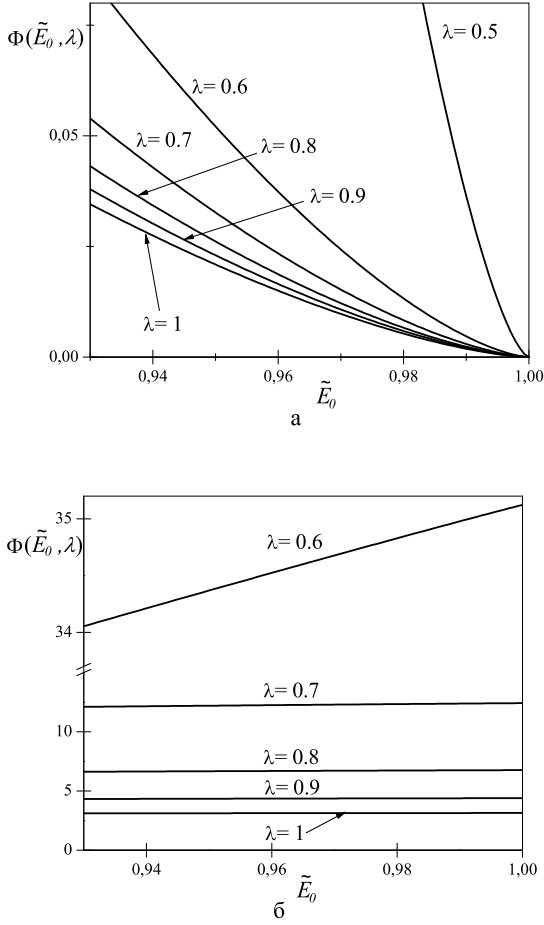 Φ(Ẽ₀,λ)
λ= 0.5
λ= 0.6
λ= 0.7
λ= 0.8
λ= 0.9
λ= 1
0,05
0,00
0,94 0,96 0,98 1,00
Ẽ₀
а
35
Φ(Ẽ₀,λ)
λ= 0.6
34
λ= 0.7
10
λ= 0.8
5
λ= 0.9
λ= 1
0
0,94 0,96 0,98 1,00
Ẽ₀
б